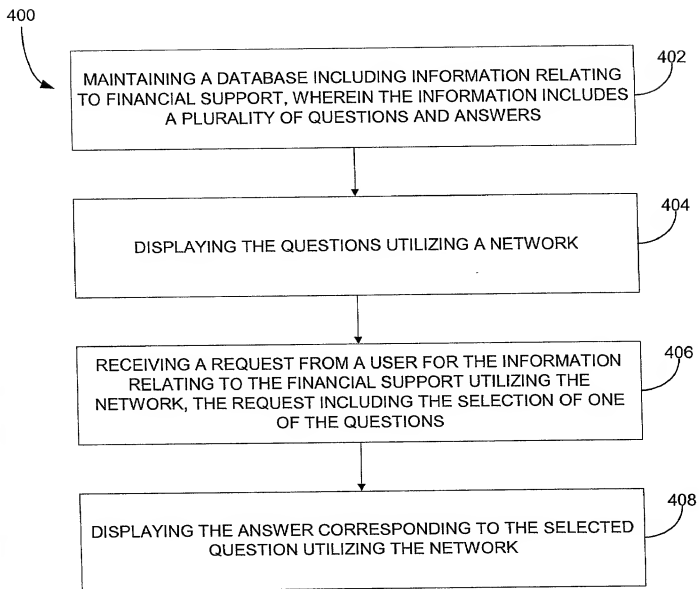 400
402
MAINTAINING A DATABASE INCLUDING INFORMATION RELATING
TO FINANCIAL SUPPORT, WHEREIN THE INFORMATION INCLUDES
A PLURALITY OF QUESTIONS AND ANSWERS
404
DISPLAYING THE QUESTIONS UTILIZING A NETWORK
406
RECEIVING A REQUEST FROM A USER FOR THE INFORMATION
RELATING TO THE FINANCIAL SUPPORT UTILIZING THE
NETWORK, THE REQUEST INCLUDING THE SELECTION OF ONE
OF THE QUESTIONS
408
DISPLAYING THE ANSWER CORRESPONDING TO THE SELECTED
QUESTION UTILIZING THE NETWORK